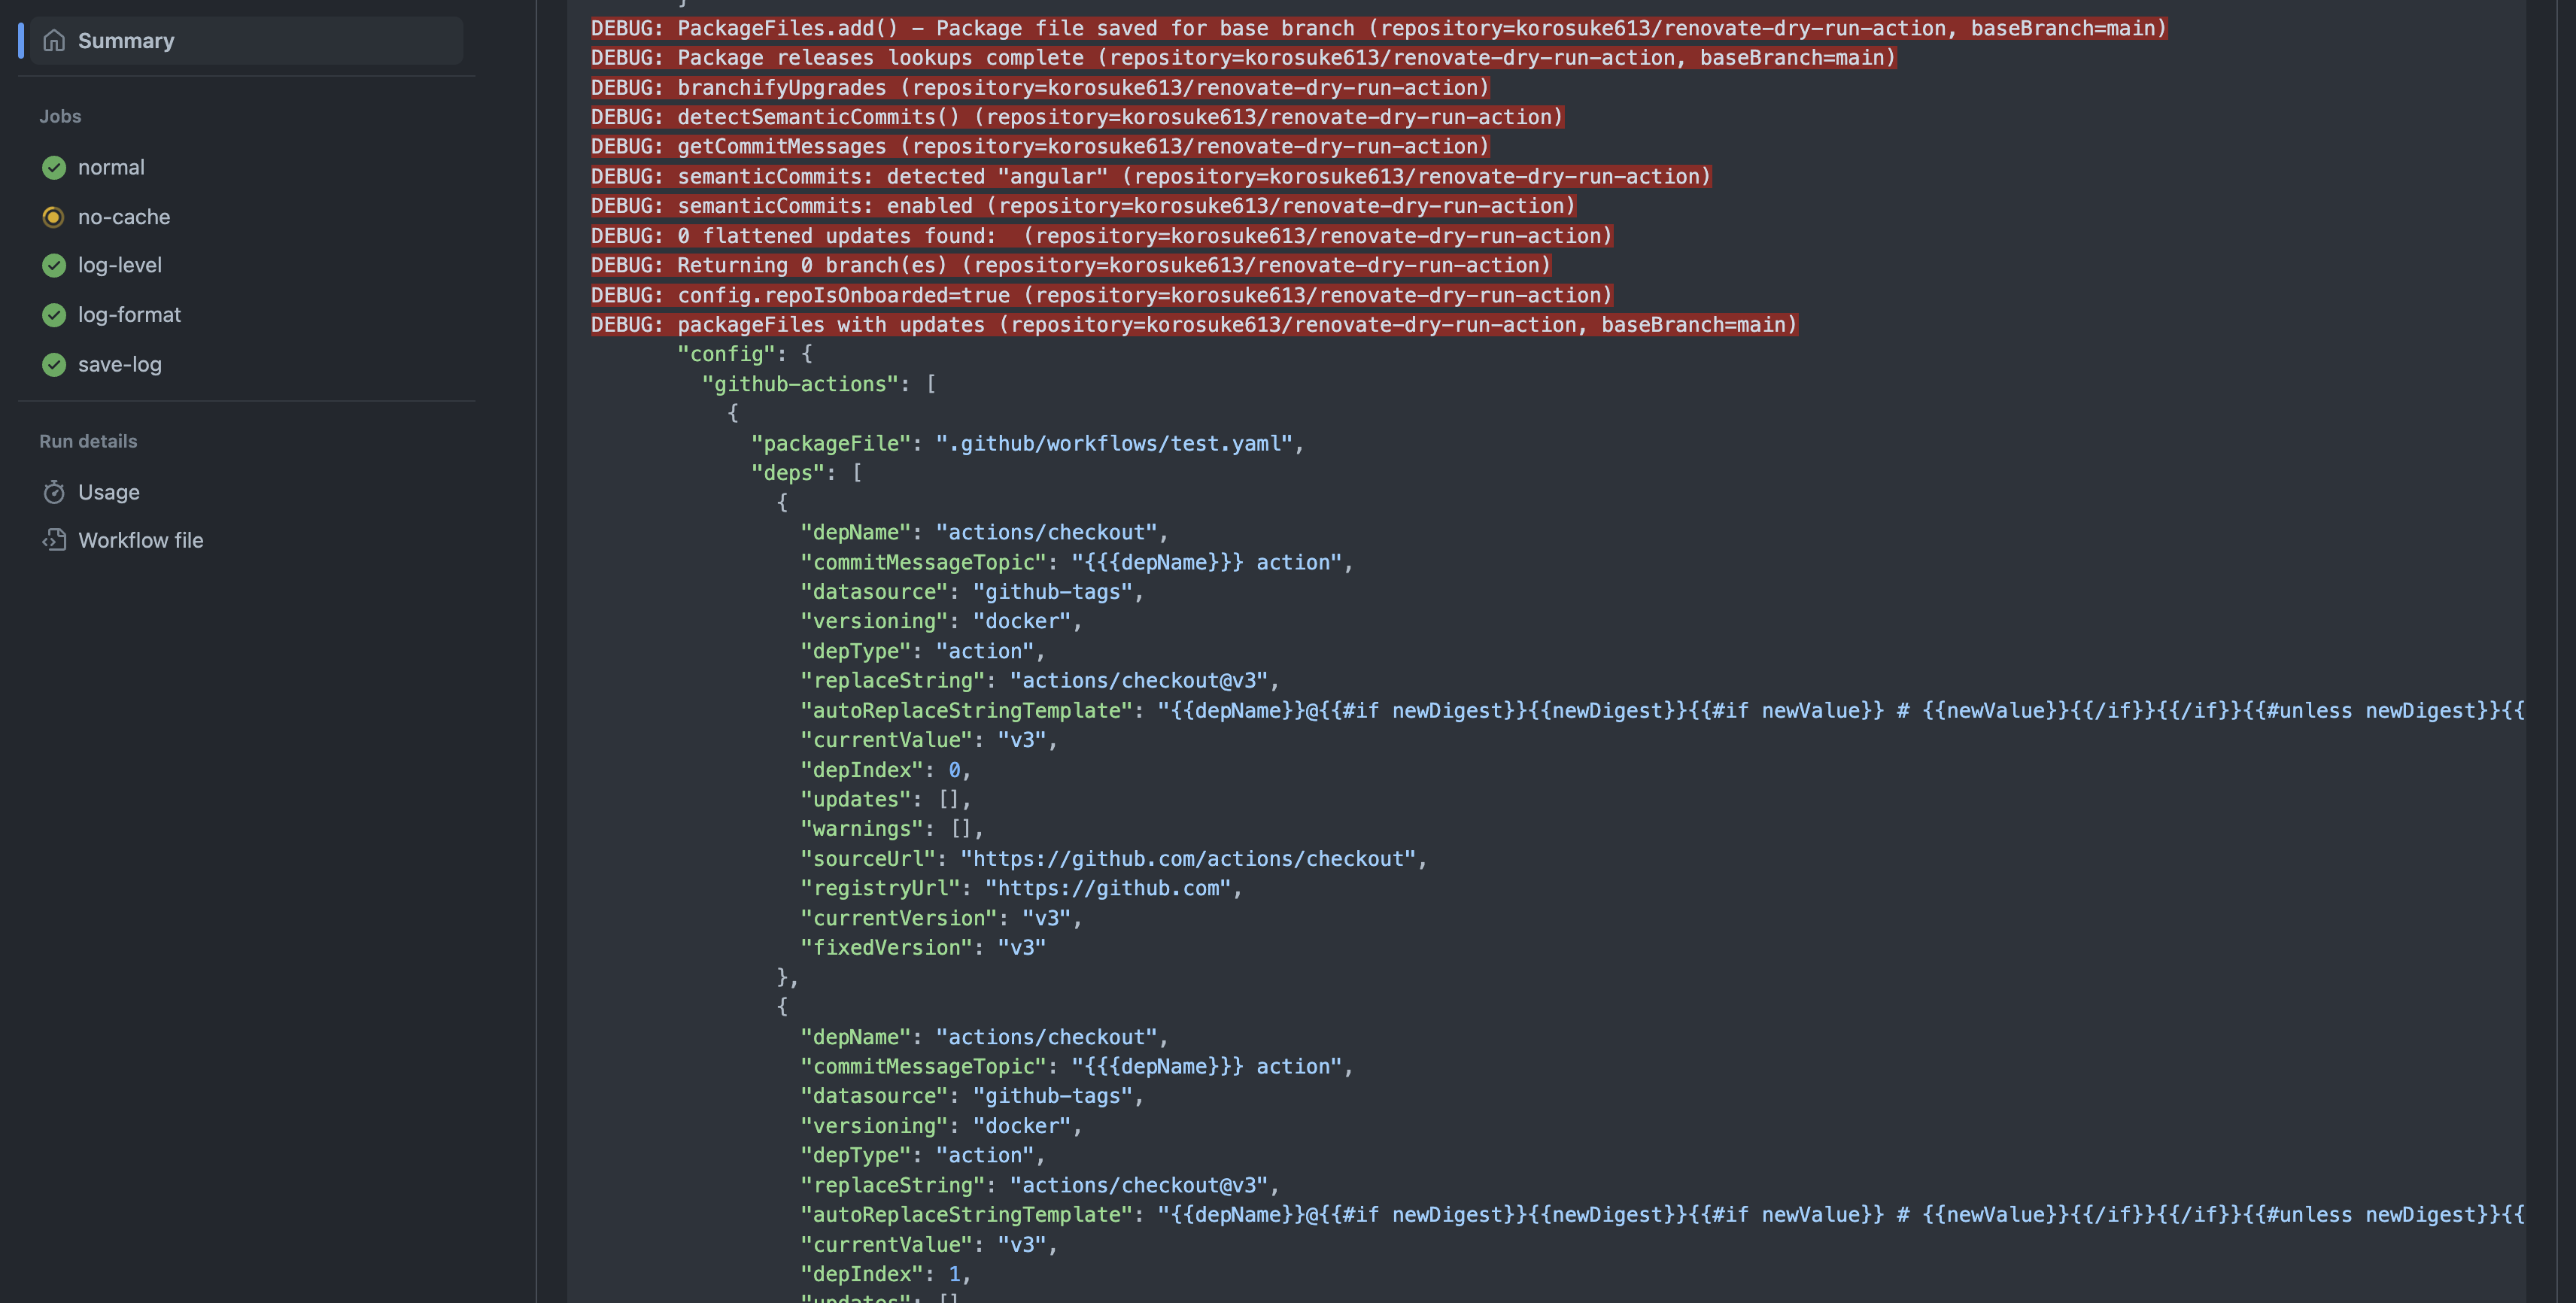 Summary
Jobs
normal
no-cache
log-level
log-format
save-log
Run details
Usage
Workflow file
}
DEBUG: PackageFiles.add() - Package file saved for base branch (repository=korosuke613/renovate-dry-run-action, baseBranch=main)
DEBUG: Package releases lookups complete (repository=korosuke613/renovate-dry-run-action, baseBranch=main)
DEBUG: branchifyUpgrades (repository=korosuke613/renovate-dry-run-action)
DEBUG: detectSemanticCommits() (repository=korosuke613/renovate-dry-run-action)
DEBUG: getCommitMessages (repository=korosuke613/renovate-dry-run-action)
DEBUG: semanticCommits: detected "angular" (repository=korosuke613/renovate-dry-run-action)
DEBUG: semanticCommits: enabled (repository=korosuke613/renovate-dry-run-action)
DEBUG: 0 flattened updates found:  (repository=korosuke613/renovate-dry-run-action)
DEBUG: Returning 0 branch(es) (repository=korosuke613/renovate-dry-run-action)
DEBUG: config.repoIsOnboarded=true (repository=korosuke613/renovate-dry-run-action)
DEBUG: packageFiles with updates (repository=korosuke613/renovate-dry-run-action, baseBranch=main)
"config": {
"github-actions": [
{
"packageFile": ".github/workflows/test.yaml",
"deps": [
{
"depName": "actions/checkout",
"commitMessageTopic": "{{{depName}}} action",
"datasource": "github-tags",
"versioning": "docker",
"depType": "action",
"replaceString": "actions/checkout@v3",
"autoReplaceStringTemplate": "{{depName}}@{{#if newDigest}}{{newDigest}}{{#if newValue}} # {{newValue}}{{/if}}{{/if}}{{#unless newDigest}}{{
"currentValue": "v3",
"depIndex": 0,
"updates": [],
"warnings": [],
"sourceUrl": "https://github.com/actions/checkout",
"registryUrl": "https://github.com",
"currentVersion": "v3",
"fixedVersion": "v3"
},
{
"depName": "actions/checkout",
"commitMessageTopic": "{{{depName}}} action",
"datasource": "github-tags",
"versioning": "docker",
"depType": "action",
"replaceString": "actions/checkout@v3",
"autoReplaceStringTemplate": "{{depName}}@{{#if newDigest}}{{newDigest}}{{#if newValue}} # {{newValue}}{{/if}}{{/if}}{{#unless newDigest}}{{
"currentValue": "v3",
"depIndex": 1,
"updates": []